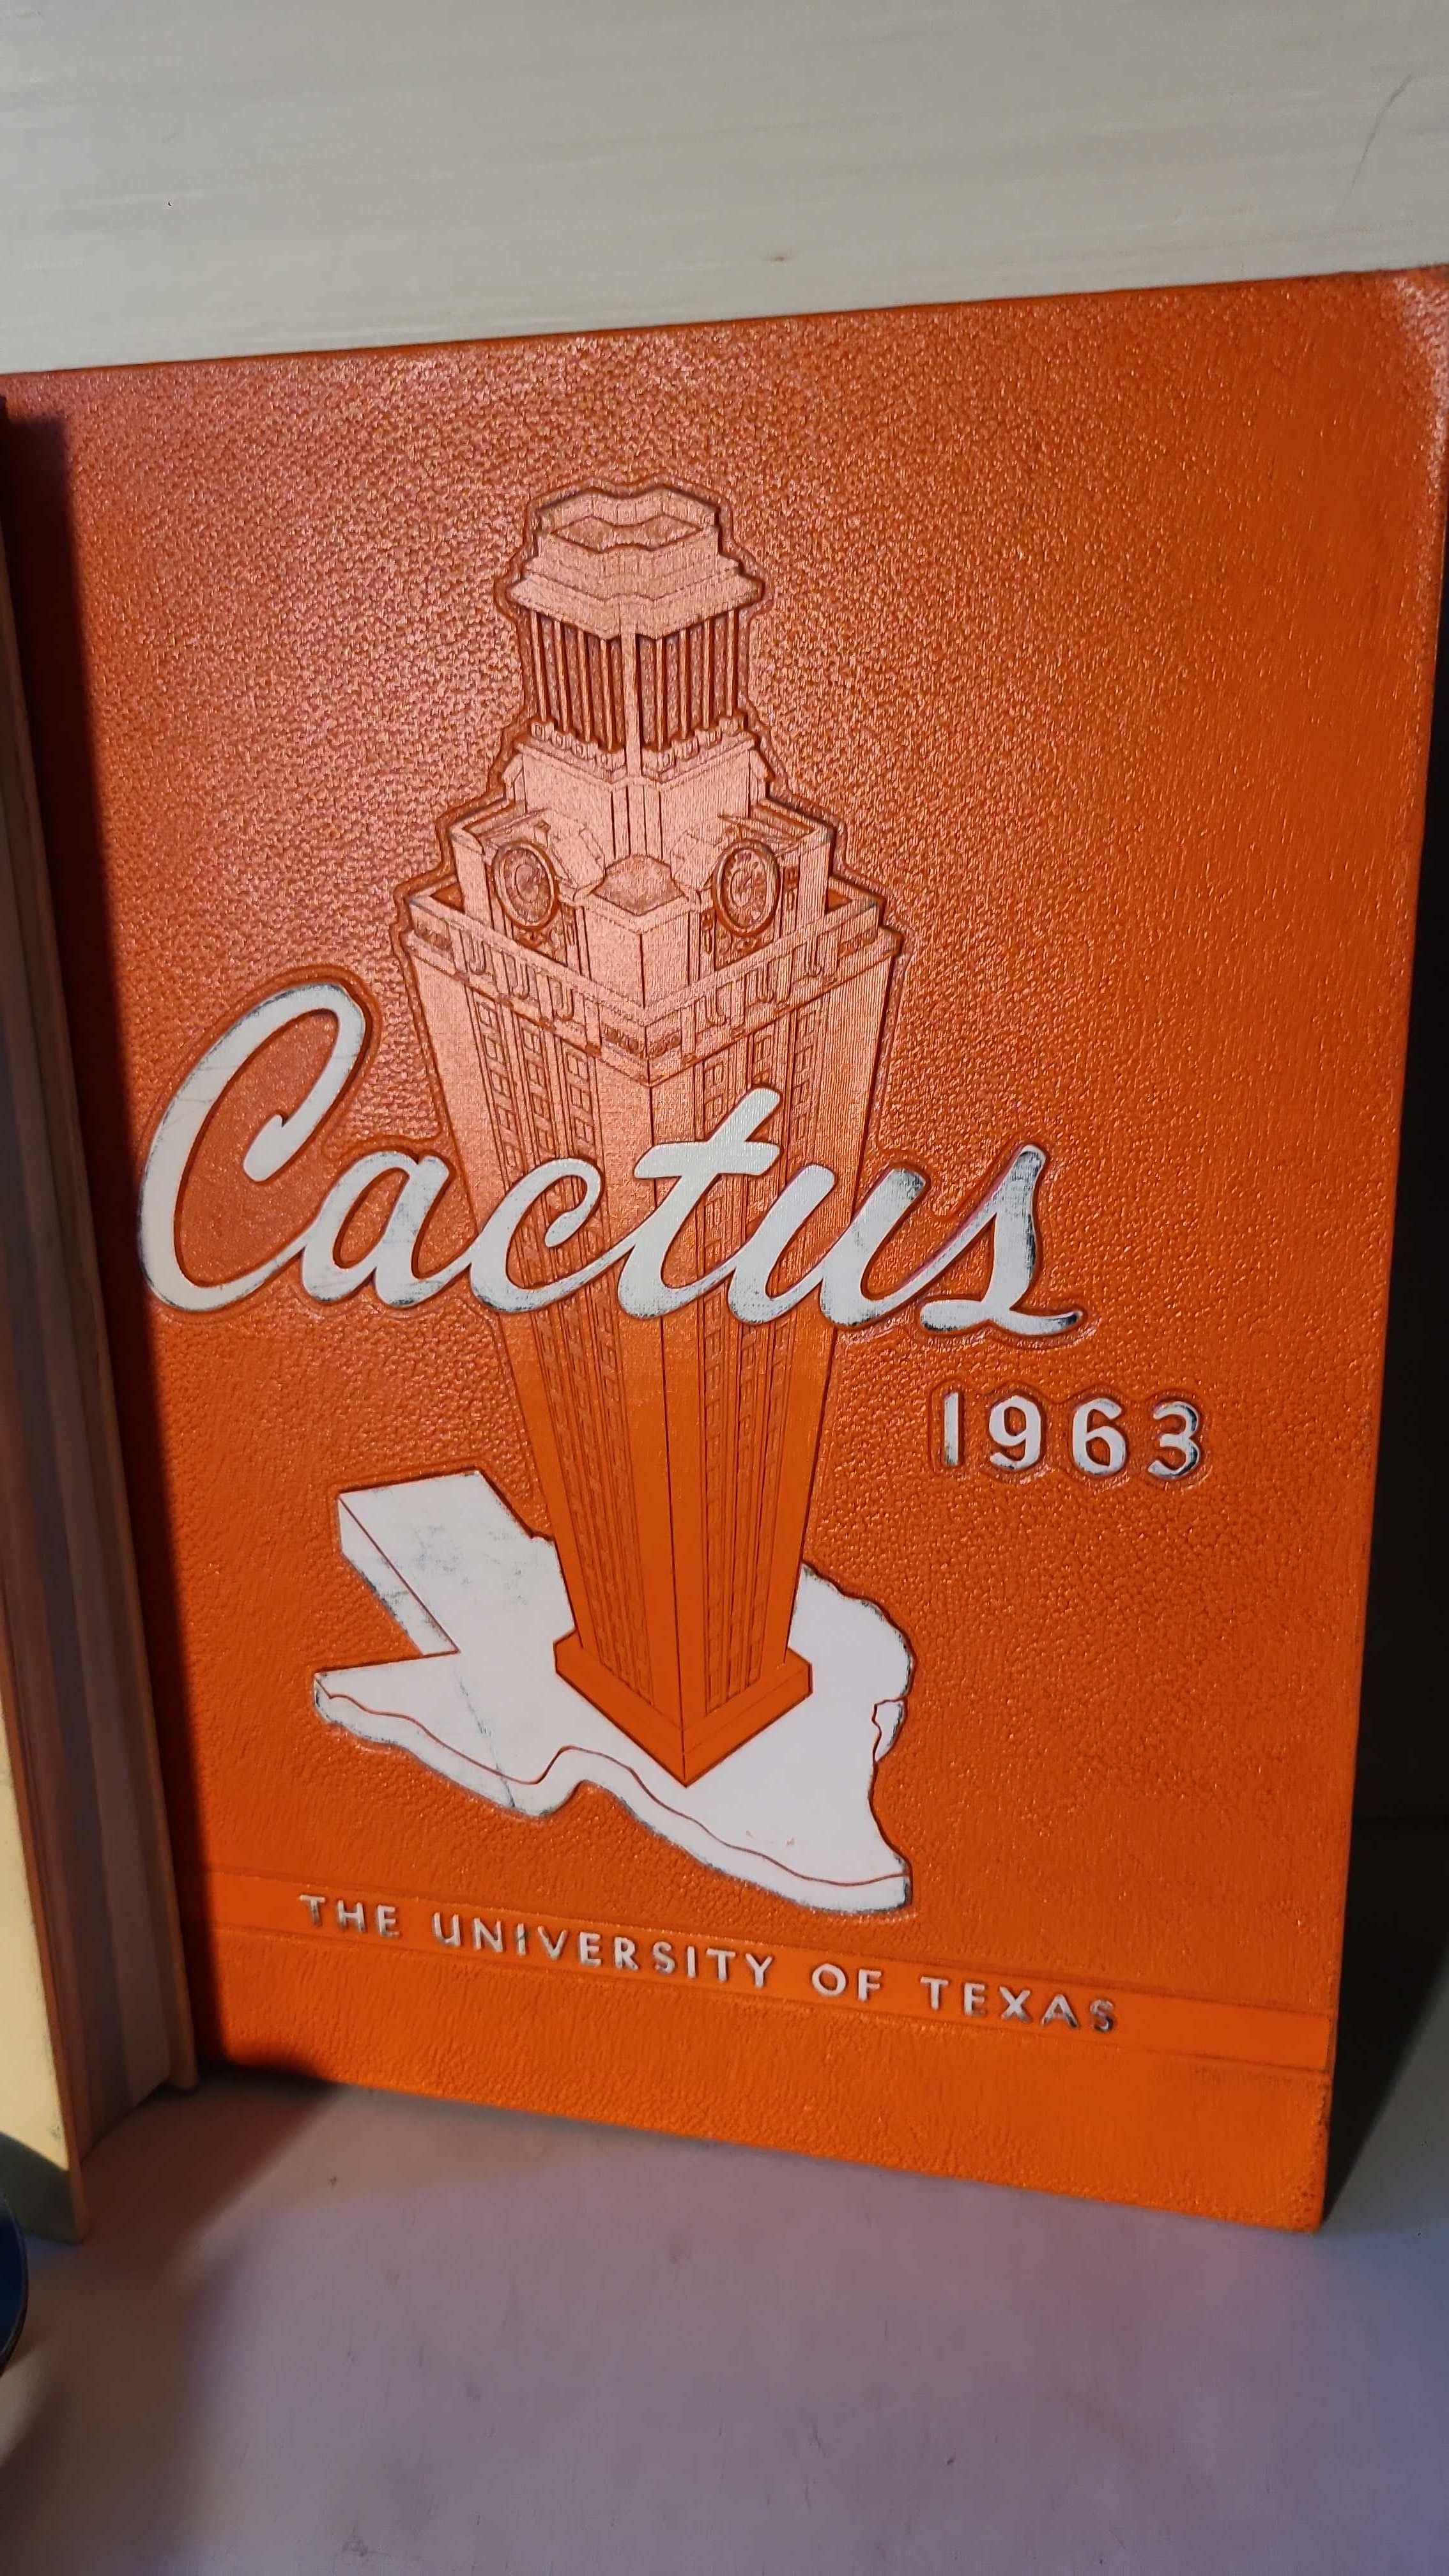 Cactus
1963
THE UNIVERSITY OF TEXAS